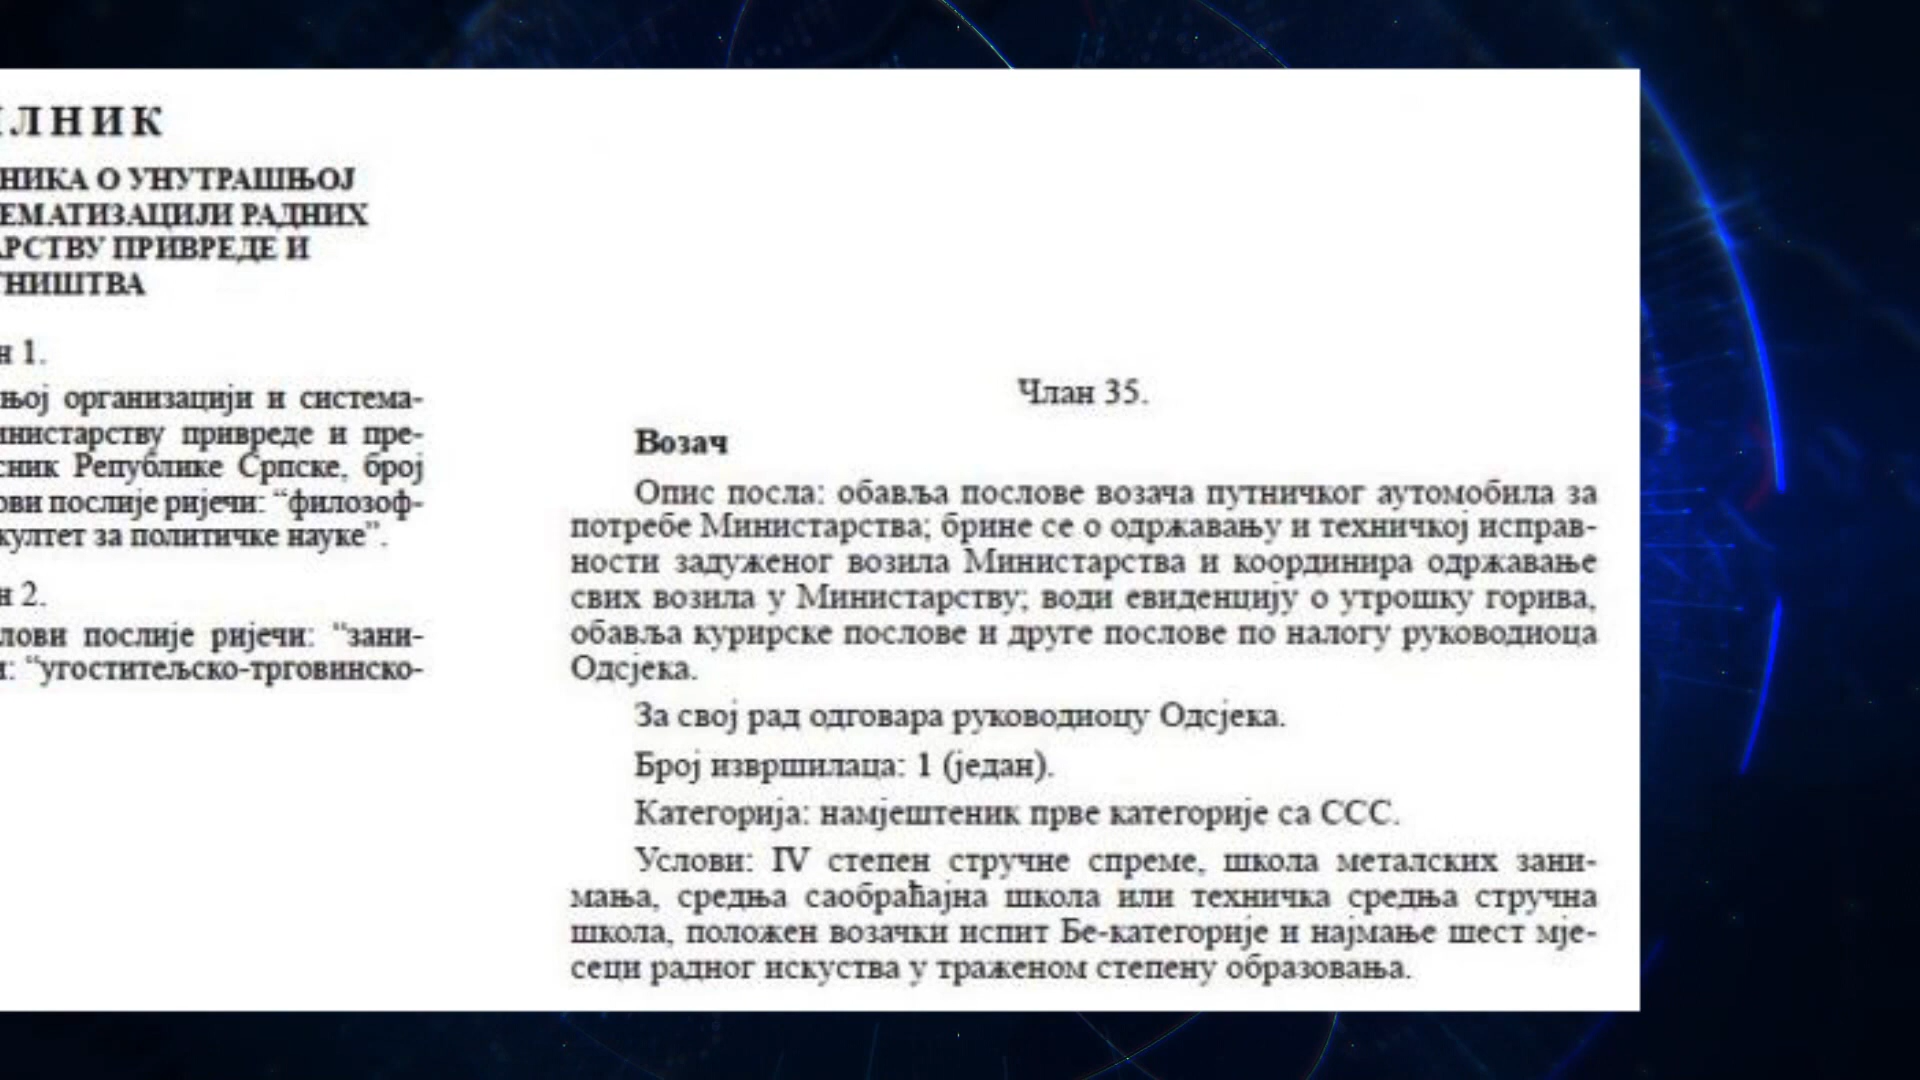 ИЛНИК
НИКА О УНУТРАШЊОЈ
ЕМАТИЗАЦИЈИ РАДНИХ
АРСТВУ ПРИВРЕДЕ И
ТНИШТВА
н 1.
њој организацији и система-
инистарству привреде и пре-
сник Републике Српске, број
ови послије ријечи: “филозоф-
култет за политичке науке”.
н 2.
лови послије ријечи: “зани-
и: “угоститељско-трговинско-
Члан 35.
Возач
Опис посла: обавља послове возача путничког аутомобила за
потребе Министарства; брине се о одржавању и техничкој исправ-
ности задуженог возила Министарства и координира одржавање
свих возила у Министарству; води евиденцију о утрошку горива,
обавља курирске послове и друге послове по налогу руководиоца
Одсјека.
За свој рад одговара руководиоцу Одсјека.
Број извршилаца: 1 (један).
Категорија: намјештеник прве категорије са ССС.
Услови: IV степен стручне спреме, школа металских зани-
мања, средња саобраћајна школа или техничка средња стручна
школа, положен возачки испит Бе-категорије и најмање шест мје-
сеци радног искуства у траженом степену образовања.